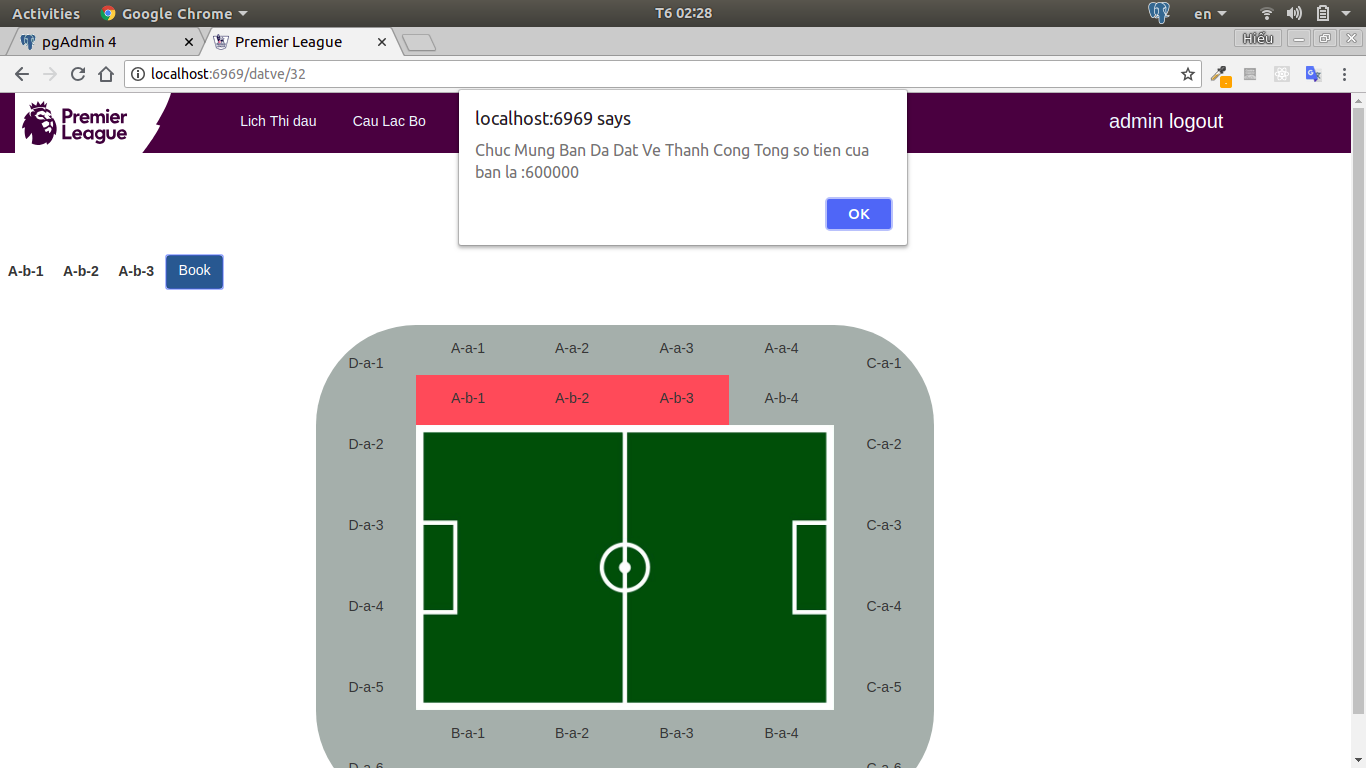 Activities Google Chrome T6 02:28 en
pgAdmin 4 Premier League Hiếu
localhost:6969/datve/32
Premier League
Lich Thi dau Cau Lac Bo
admin logout
localhost:6969 says
Chuc Mung Ban Da Dat Ve Thanh Cong Tong so tien cua
ban la :600000
OK
A-b-1 A-b-2 A-b-3 Book
A-a-1 A-a-2 A-a-3 A-a-4
D-a-1 C-a-1
A-b-1 A-b-2 A-b-3 A-b-4
D-a-2 C-a-2
D-a-3 C-a-3
D-a-4 C-a-4
D-a-5 C-a-5
B-a-1 B-a-2 B-a-3 B-a-4
D-a-6 C-a-6